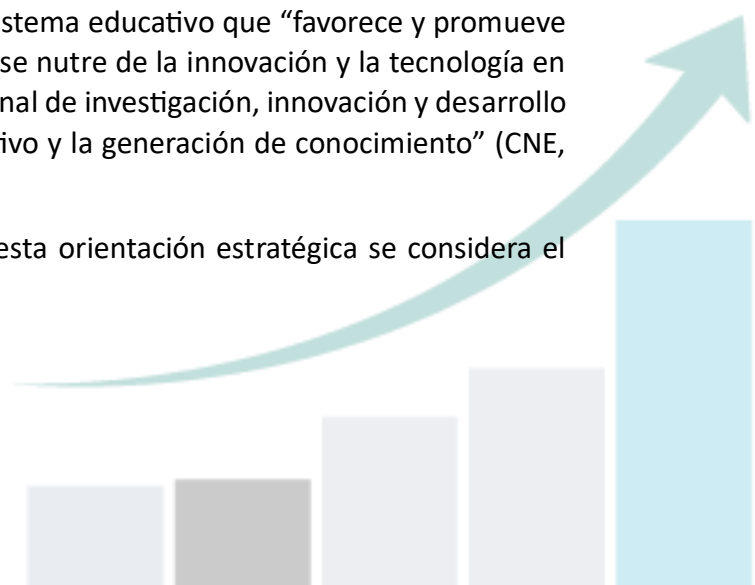 stema educativo que “favorece y promueve
se nutre de la innovación y la tecnología en
nal de investigación, innovación y desarrollo
ivo y la generación de conocimiento” (CNE,
esta orientación estratégica se considera el